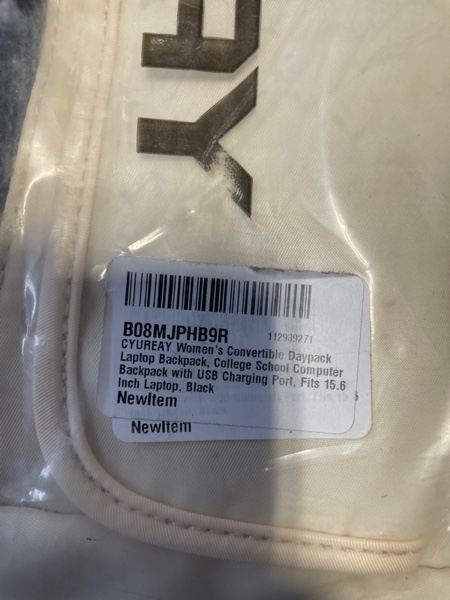 AY
B08MJPHB9R 112939271
CYUREAY Women's Convertible Daypack
Laptop Backpack, College School Computer
Backpack with USB Charging Port, Fits 15.6
Inch Laptop, Black
NewItem
NewItem